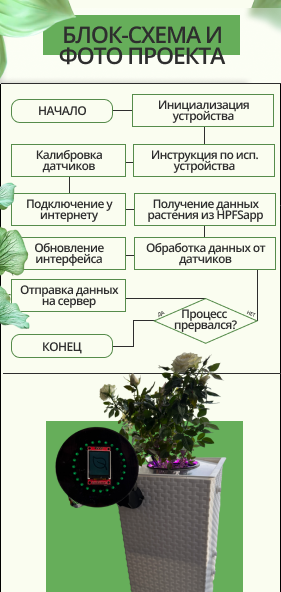 БЛОК-СХЕМА И
ФОТО ПРОЕКТА
НАЧАЛО
Инициализация
устройства
Калибровка
датчиков
Инструкция по исп.
устройства
Подключение у
интернету
Получение данных
растения из HPFSapp
Обновление
интерфейса
Обработка данных от
датчиков
Отправка данных
на сервер
ДА
Процесс
прервался?
НЕТ
КОНЕЦ